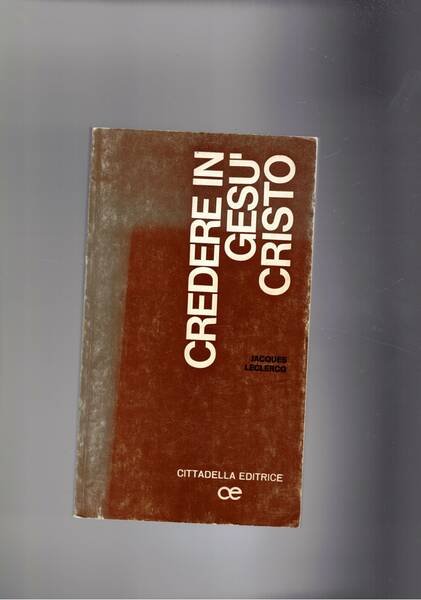 CREDERE IN
GESU'
CRISTO
JACQUES
LECLERCQ
CITTADELLA EDITRICE
ce